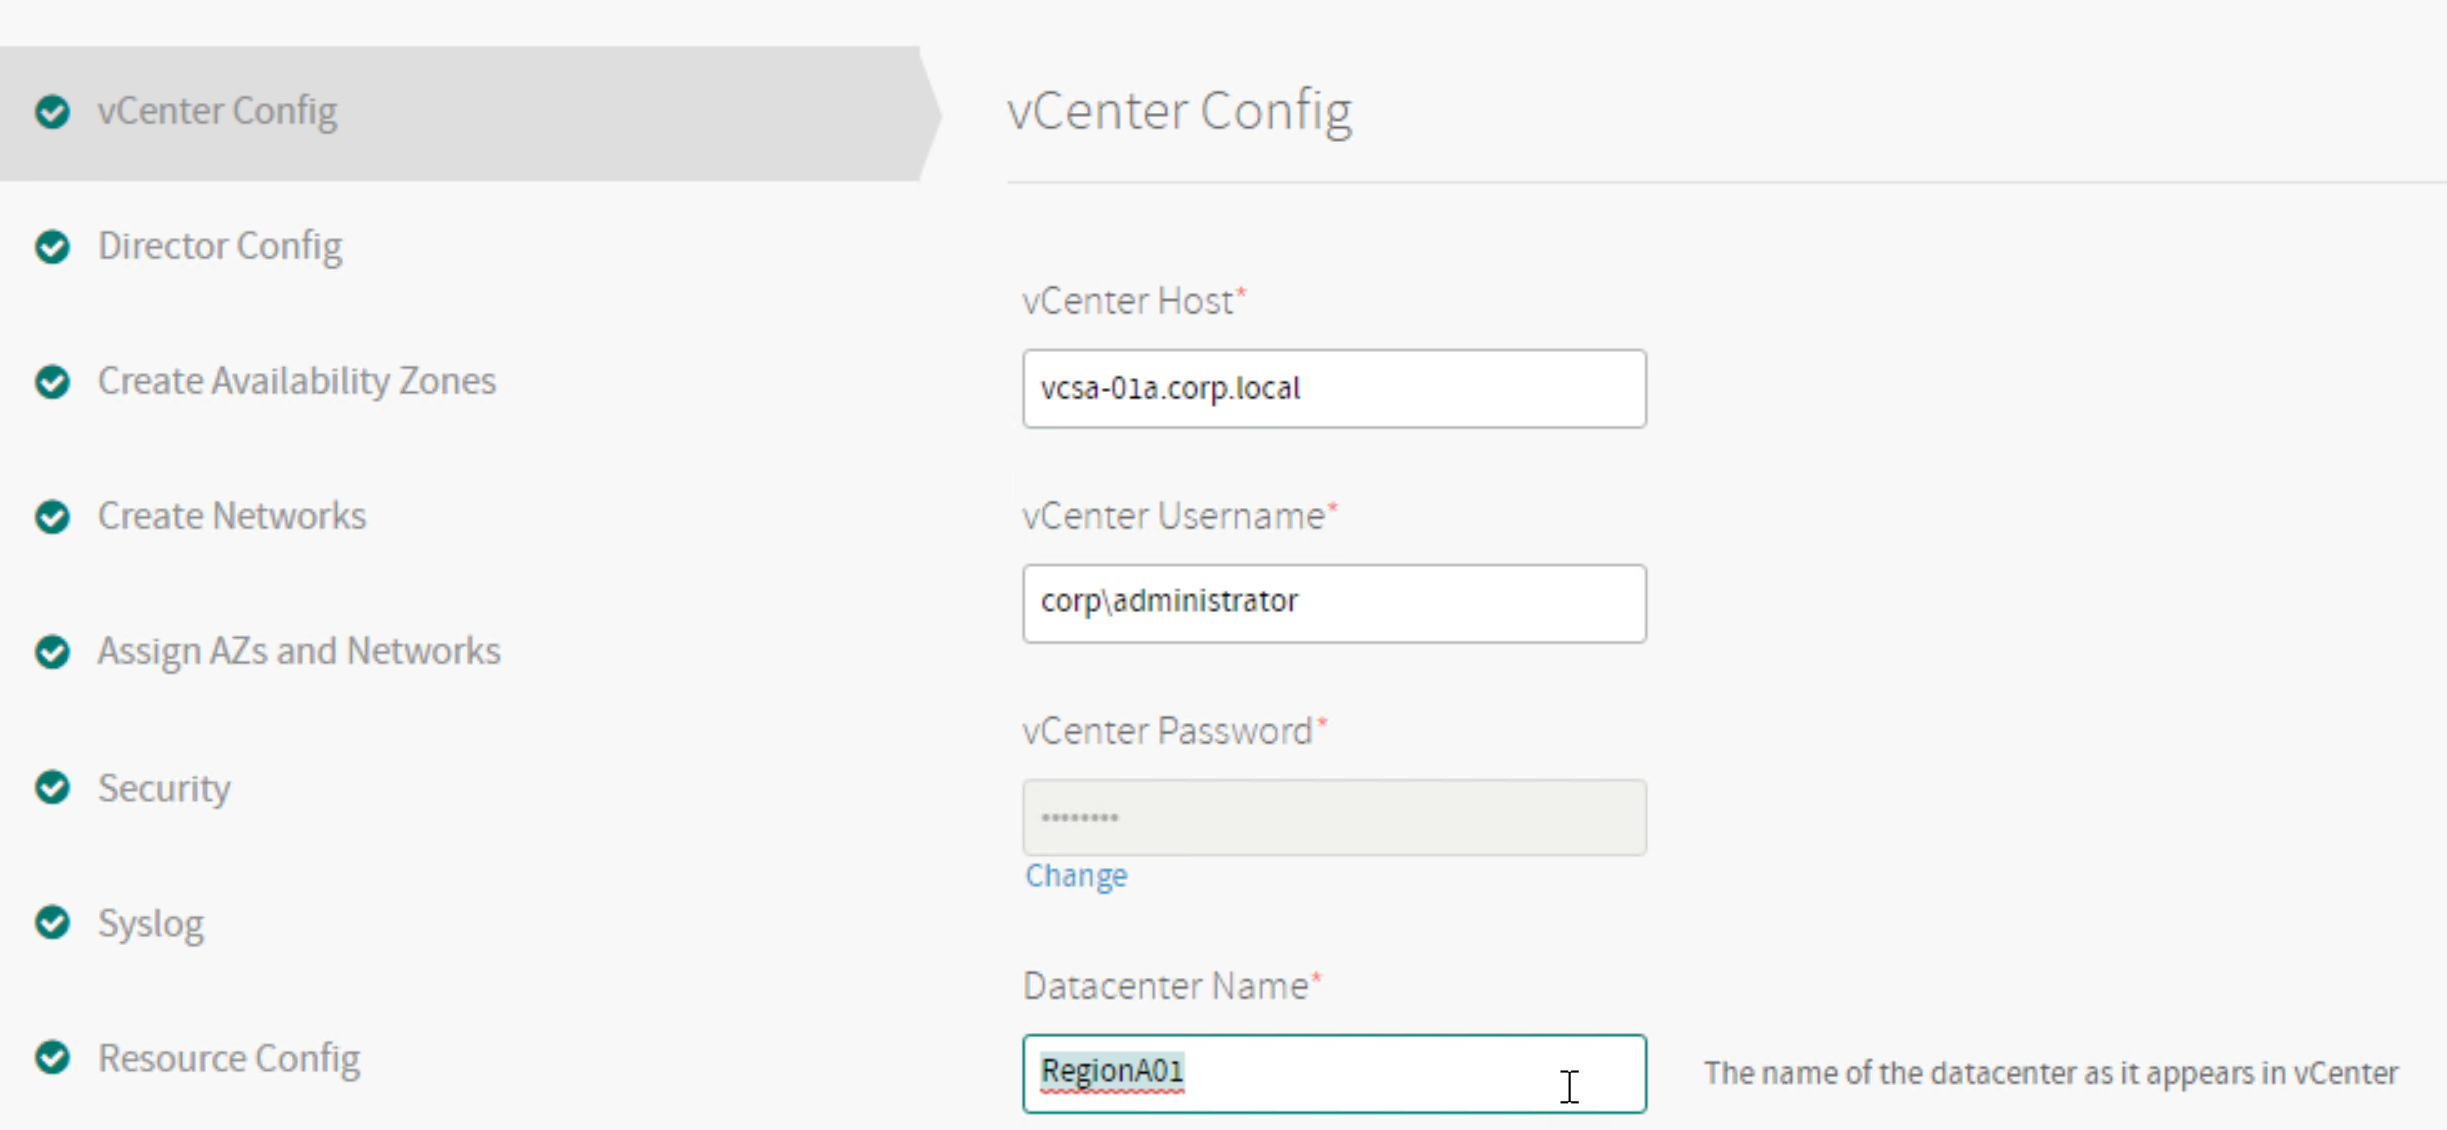 vCenter Config
Director Config
Create Availability Zones
Create Networks
Assign AZs and Networks
Security
Syslog
Resource Config
vCenter Config
vCenter Host*
vcsa-01a.corp.local
vCenter Username*
corp\administrator
vCenter Password*
••••••••
Change
Datacenter Name*
RegionA01
The name of the datacenter as it appears in vCenter